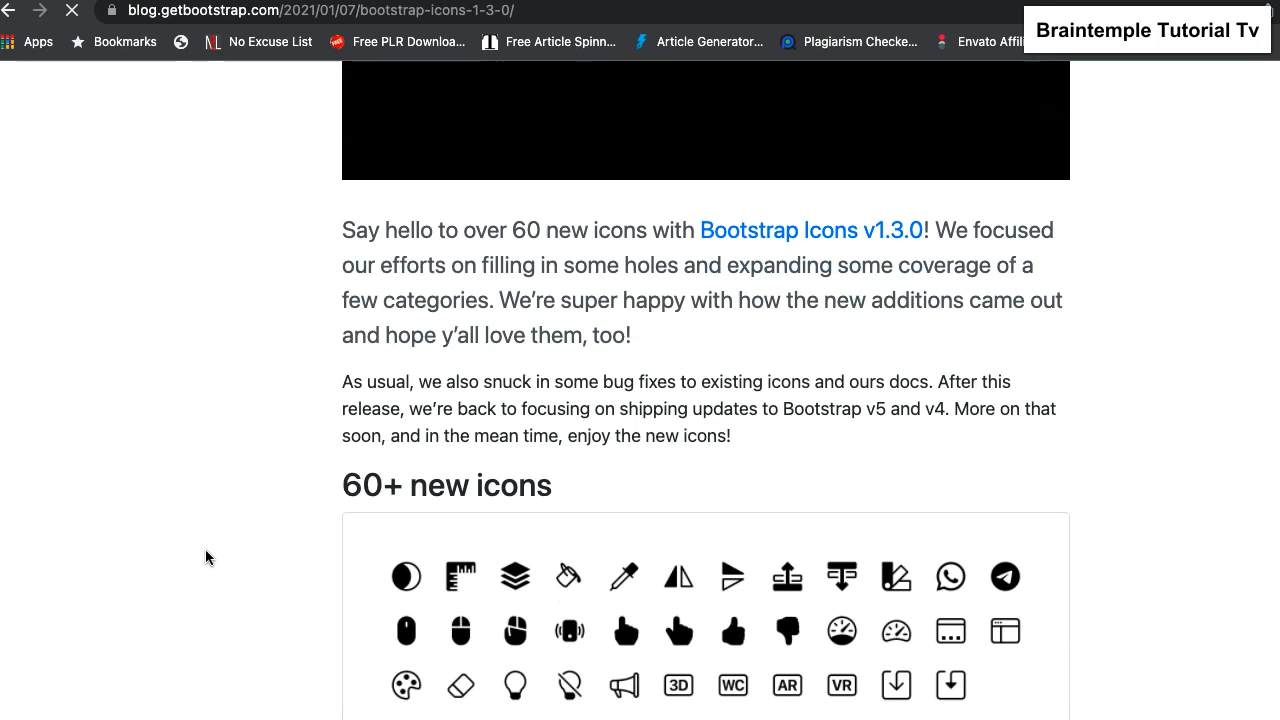 blog.getbootstrap.com/2021/01/07/bootstrap-icons-1-3-0/
Braintemple Tutorial Tv
Apps Bookmarks No Excuse List Free PLR Downloa... Free Article Spinn... Article Generator... Plagiarism Checke... Envato Affili
Say hello to over 60 new icons with Bootstrap Icons v1.3.0! We focused
our efforts on filling in some holes and expanding some coverage of a
few categories. We’re super happy with how the new additions came out
and hope y’all love them, too!
As usual, we also snuck in some bug fixes to existing icons and ours docs. After this
release, we’re back to focusing on shipping updates to Bootstrap v5 and v4. More on that
soon, and in the mean time, enjoy the new icons!
60+ new icons
3D WC AR VR